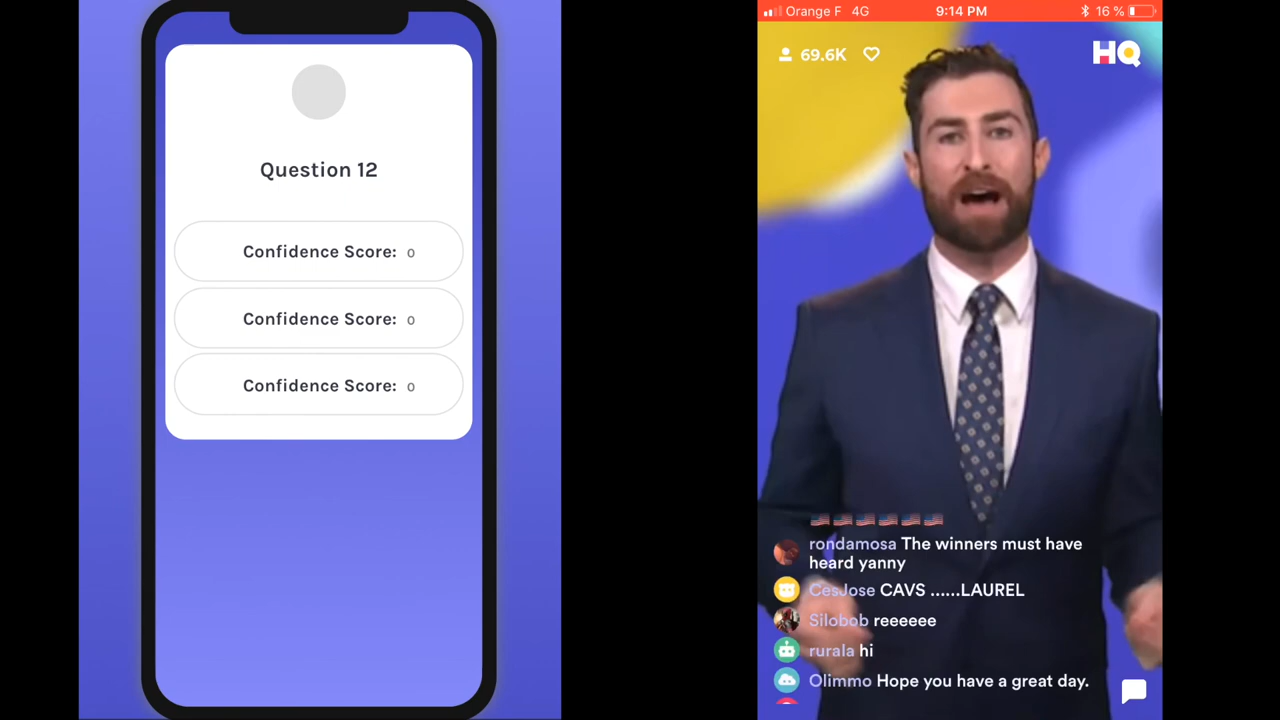 Question 12
Confidence Score: 0
Confidence Score: 0
Confidence Score: 0
Orange F 4G 9:14 PM 16 %
69.6K
HQ
rondamosa The winners must have
heard yanny
CesJose CAVS ......LAUREL
Silobob reeeeee
rurala hi
Olimmo Hope you have a great day.